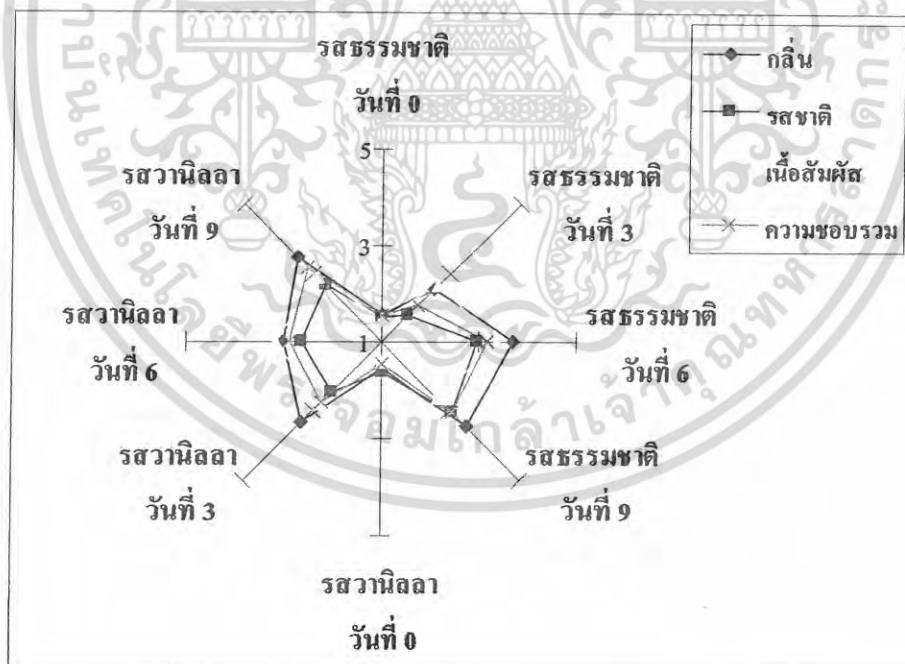 รสธรรมชาติ
วันที่ 0
กลิ่น
รสชาติ
เนื้อสัมผัส
ความชอบรวม
5
3
1
รสธรรมชาติ
วันที่ 3
รสธรรมชาติ
วันที่ 6
รสธรรมชาติ
วันที่ 9
รสวานิลลา
วันที่ 0
รสวานิลลา
วันที่ 3
รสวานิลลา
วันที่ 6
รสวานิลลา
วันที่ 9